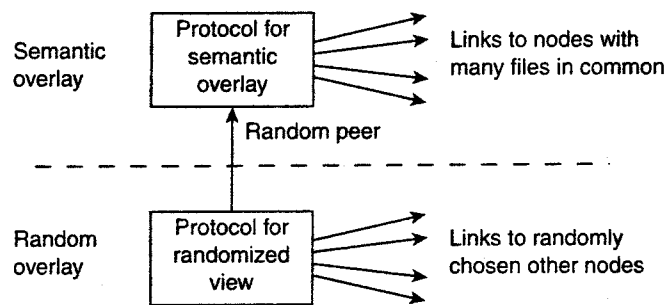 Semantic
overlay
Protocol for
semantic
overlay
Links to nodes with
many files in common
Random peer
Random
overlay
Protocol for
randomized
view
Links to randomly
chosen other nodes